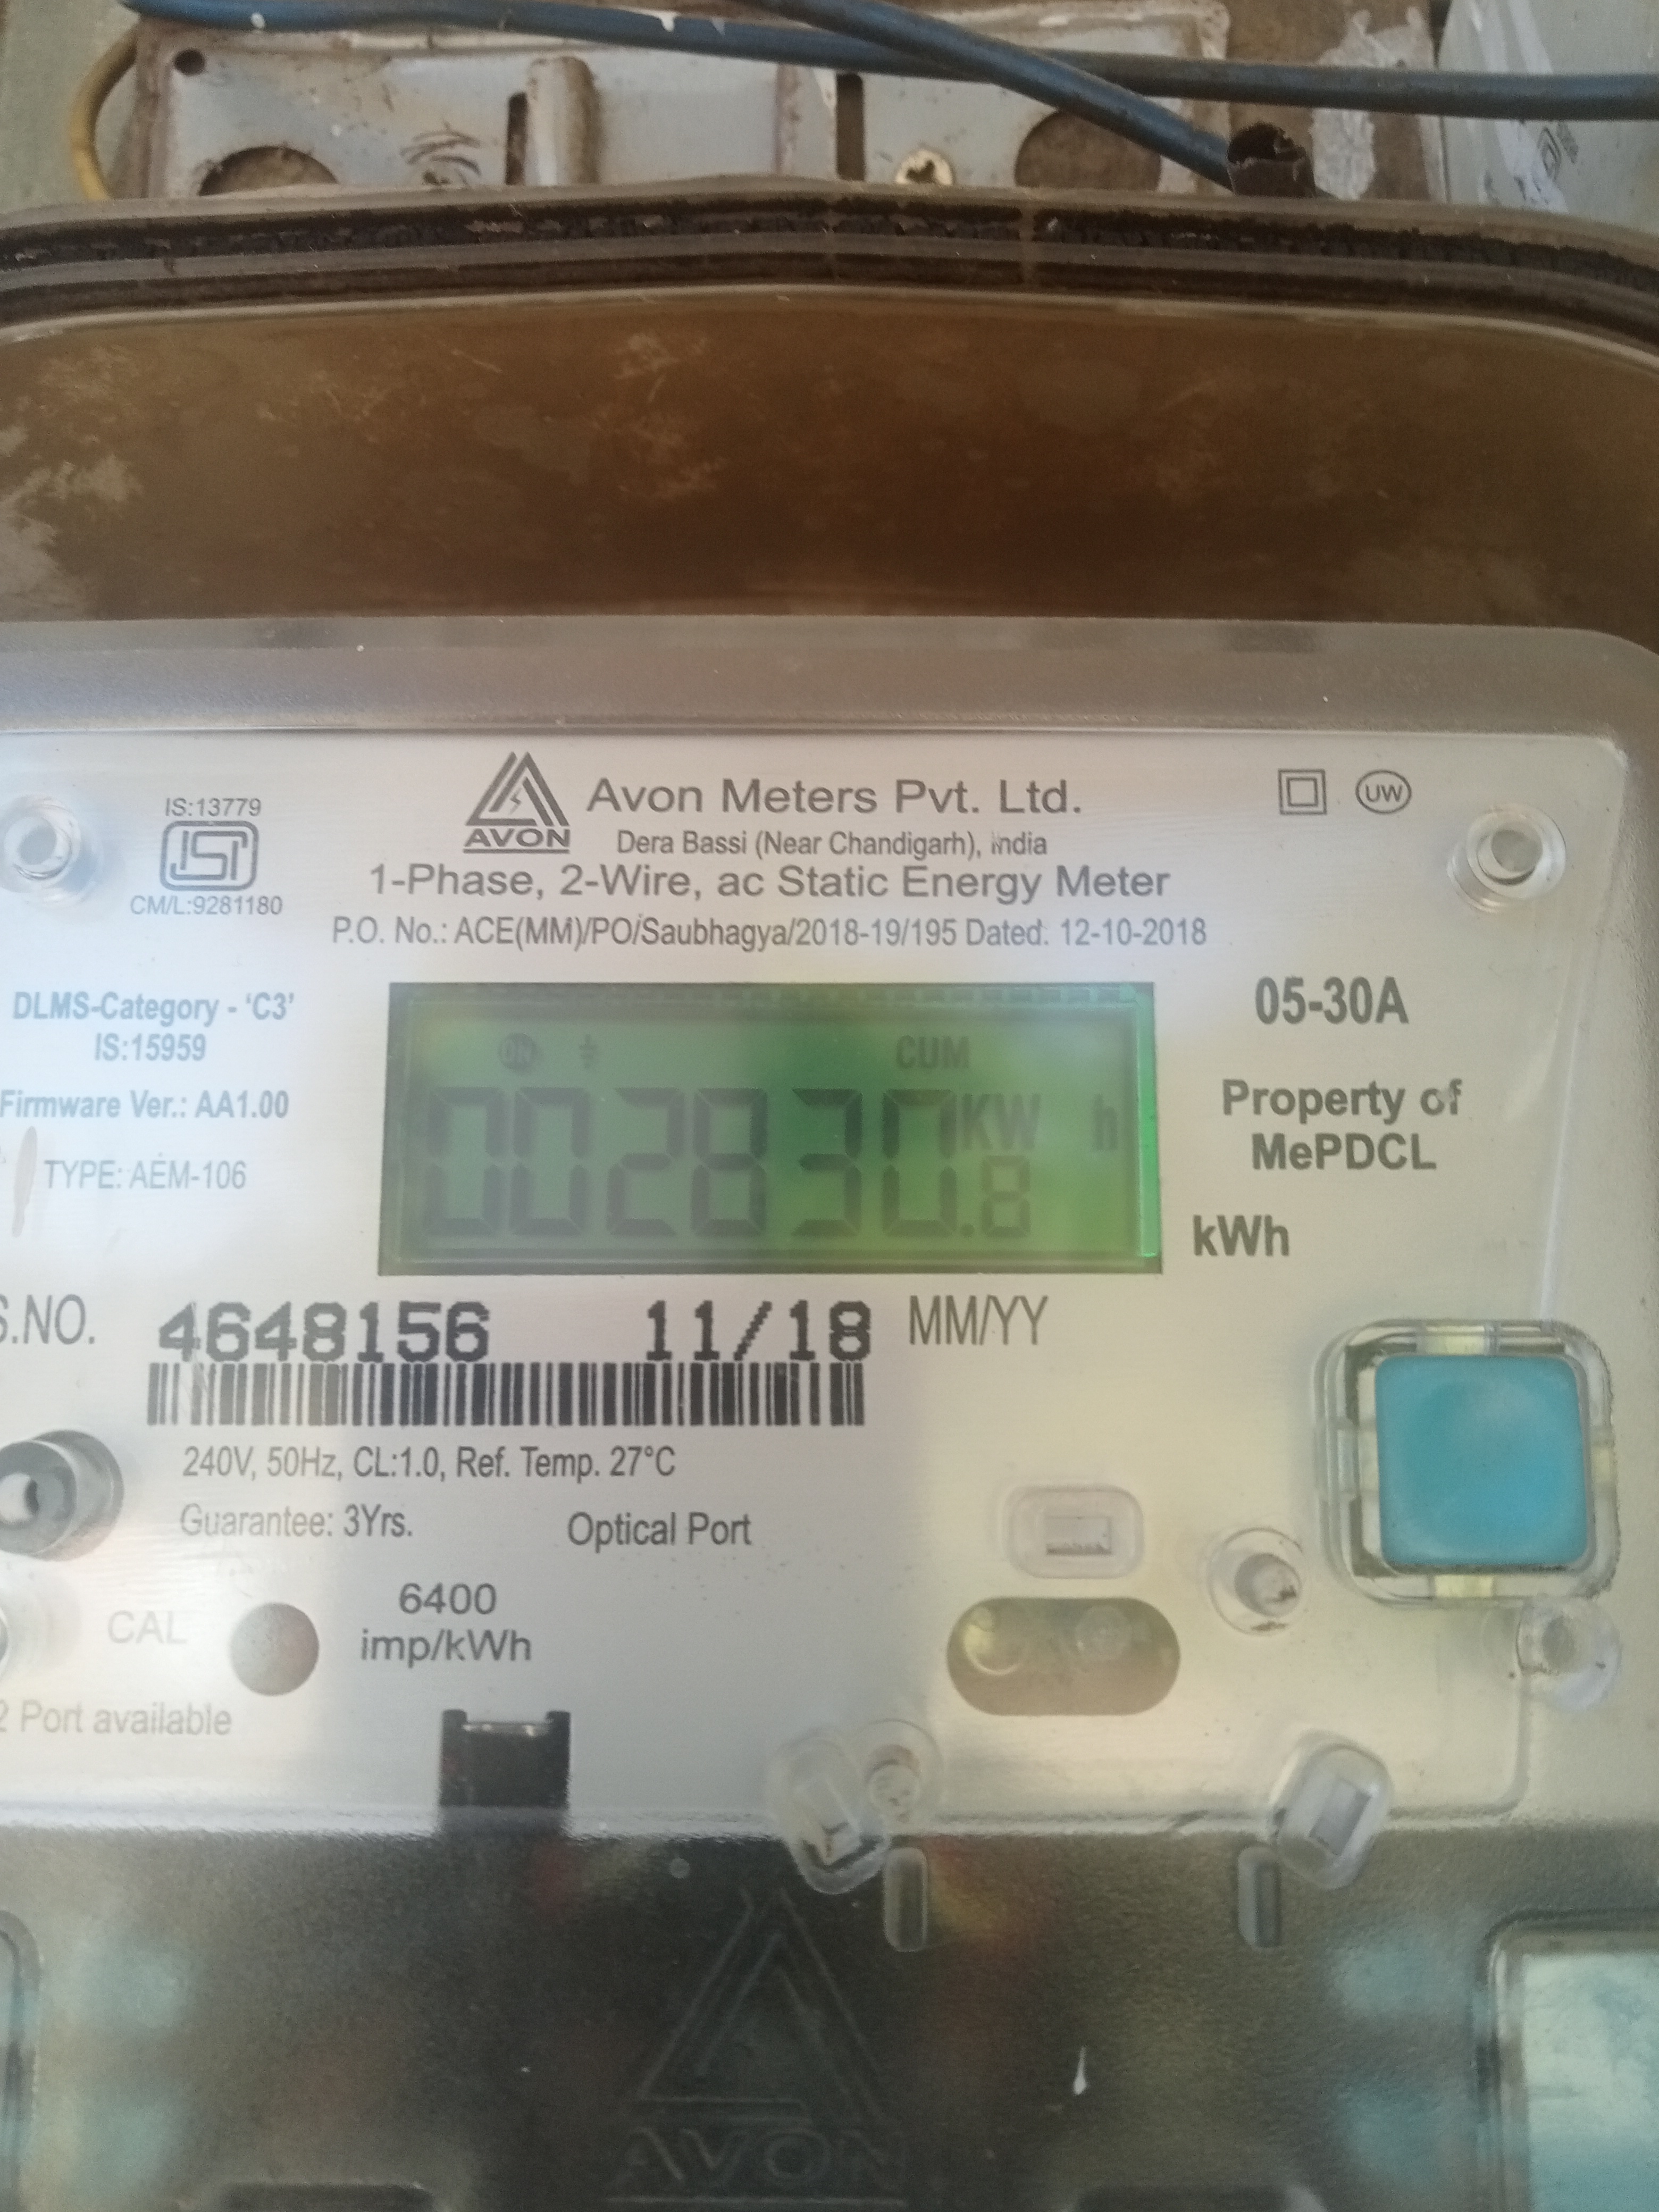 IS:13779
CM/L:9281180
AVON
Avon Meters Pvt. Ltd.
Dera Bassi (Near Chandigarh), India
1-Phase, 2-Wire, ac Static Energy Meter
P.O. No.: ACE(MM)/PO/Saubhagya/2018-19/195 Dated: 12-10-2018
UW
DLMS-Category - ‘C3’
IS:15959
Firmware Ver.: AA1.00
TYPE: AEM-106
CUM
002830.8 KW h
05-30A
Property of
MePDCL
kWh
S.NO. 4648156 11/18 MM/YY
240V, 50Hz, CL:1.0, Ref. Temp. 27°C
Guarantee: 3Yrs. Optical Port
CAL
6400
imp/kWh
2 Port available
AVON